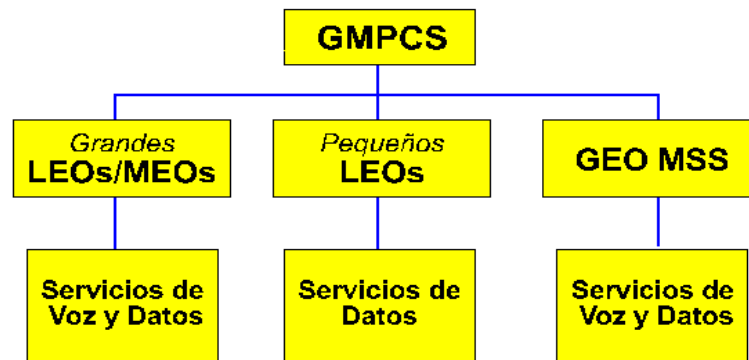 GMPCS
Grandes
LEOs/MEOs
Pequeños
LEOs
GEO MSS
Servicios de
Voz y Datos
Servicios de
Datos
Servicios de
Voz y Datos